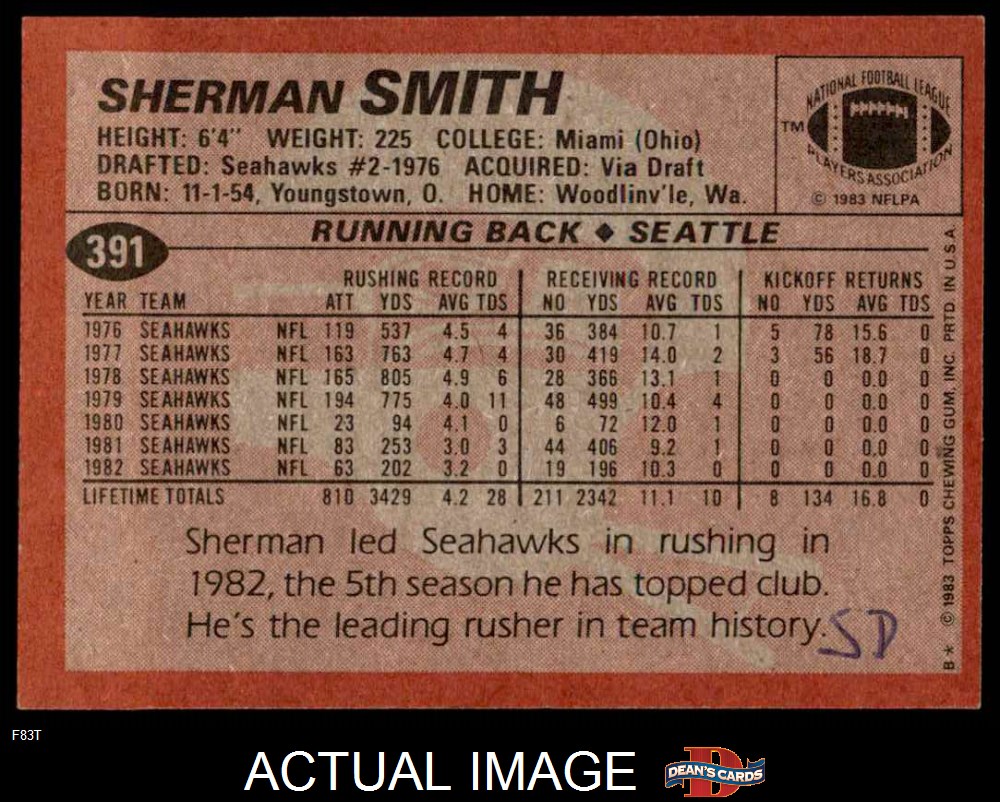 SHERMAN SMITH
HEIGHT: 6'4" WEIGHT: 225 COLLEGE: Miami (Ohio)
DRAFTED: Seahawks #2-1976 ACQUIRED: Via Draft
BORN: 11-1-54, Youngstown, O. HOME: Woodlinv'le, Wa.
NATIONAL FOOTBALL LEAGUE
TM
PLAYERS ASSOCIATION
© 1983 NFLPA
391
RUNNING BACK ♦ SEATTLE
RUSHING RECORD RECEIVING RECORD KICKOFF RETURNS
YEAR TEAM ATT YDS AVG TDS NO YDS AVG TDS NO YDS AVG TDS
1976 SEAHAWKS NFL 119 537 4.5 4 36 384 10.7 1 5 78 15.6 0
1977 SEAHAWKS NFL 163 763 4.7 4 30 419 14.0 2 3 56 18.7 0
1978 SEAHAWKS NFL 165 805 4.9 6 28 366 13.1 1 0 0 0.0 0
1979 SEAHAWKS NFL 194 775 4.0 11 48 499 10.4 4 0 0 0.0 0
1980 SEAHAWKS NFL 23 94 4.1 0 6 72 12.0 1 0 0 0.0 0
1981 SEAHAWKS NFL 83 253 3.0 3 44 406 9.2 1 0 0 0.0 0
1982 SEAHAWKS NFL 63 202 3.2 0 19 196 10.3 0 0 0 0.0 0
LIFETIME TOTALS 810 3429 4.2 28 211 2342 11.1 10 8 134 16.8 0
Sherman led Seahawks in rushing in
1982, the 5th season he has topped club.
He's the leading rusher in team history.
SD
B* © 1983 TOPPS CHEWING GUM, INC. PRTD. IN U.S.A.
F83T
ACTUAL IMAGE
D
DEAN'S CARDS